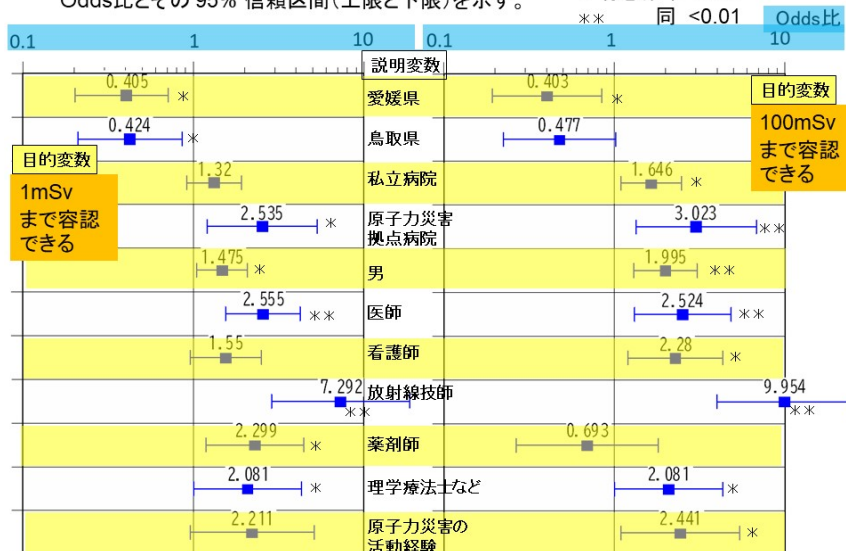 Odds比とその 95% 信頼区間(上限と下限)を示す。
** 同 <0.01 Odds比
0.1 1 10 0.1 1 10
説明変数
0.405 * 愛媛県 0.403 *
目的変数
100mSv
まで容認
できる
0.424 * 鳥取県 0.477
目的変数
1mSv
まで容認
できる
1.32 私立病院 1.646 *
2.535 * 原子力災害
拠点病院 3.023 **
1.475 * 男 1.995 **
2.555 ** 医師 2.524 **
1.55 看護師 2.28 *
7.292 ** 放射線技師 9.954 **
2.299 * 薬剤師 0.693
2.081 * 理学療法士など 2.081 *
2.211 原子力災害の
活動経験 2.441 *